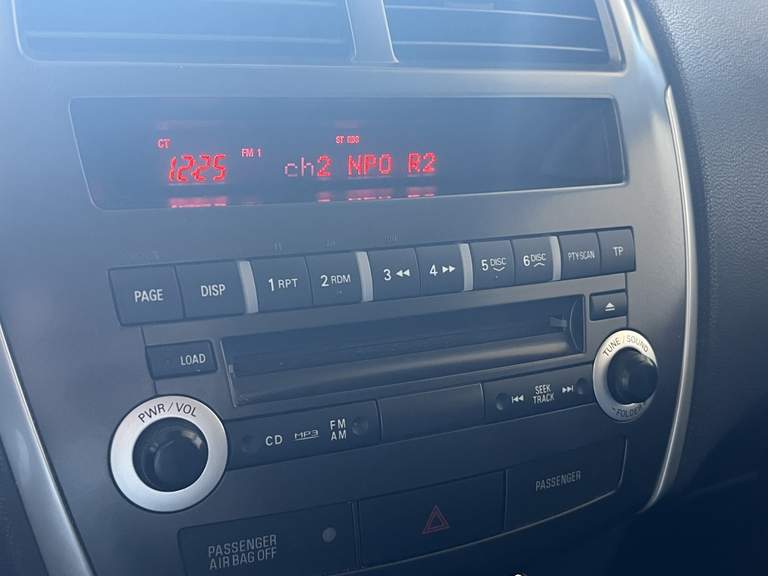 CT
12:25 FM 1 ST EDS
ch2 NPO R2
PAGE DISP 1 RPT 2 RDM 3 ◀◀ 4 ▶▶ 5 DISC 6 DISC PTY·SCAN TP
LOAD
PWR/VOL
CD MP3 FM AM
SEEK TRACK
TUNE/SOUND
-FOLDER
PASSENGER
AIR BAG OFF
PASSENGER